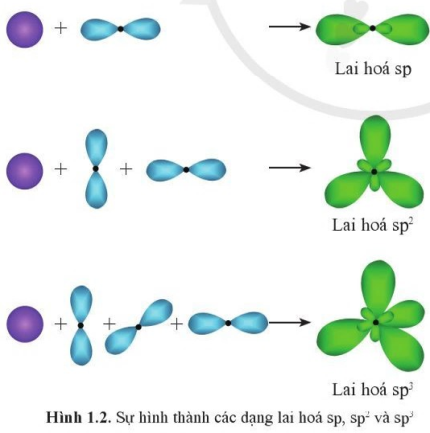 +
Lai hoá sp
+ +
Lai hoá sp²
+ + +
Lai hoá sp³
Hình 1.2. Sự hình thành các dạng lai hoá sp, sp² và sp³